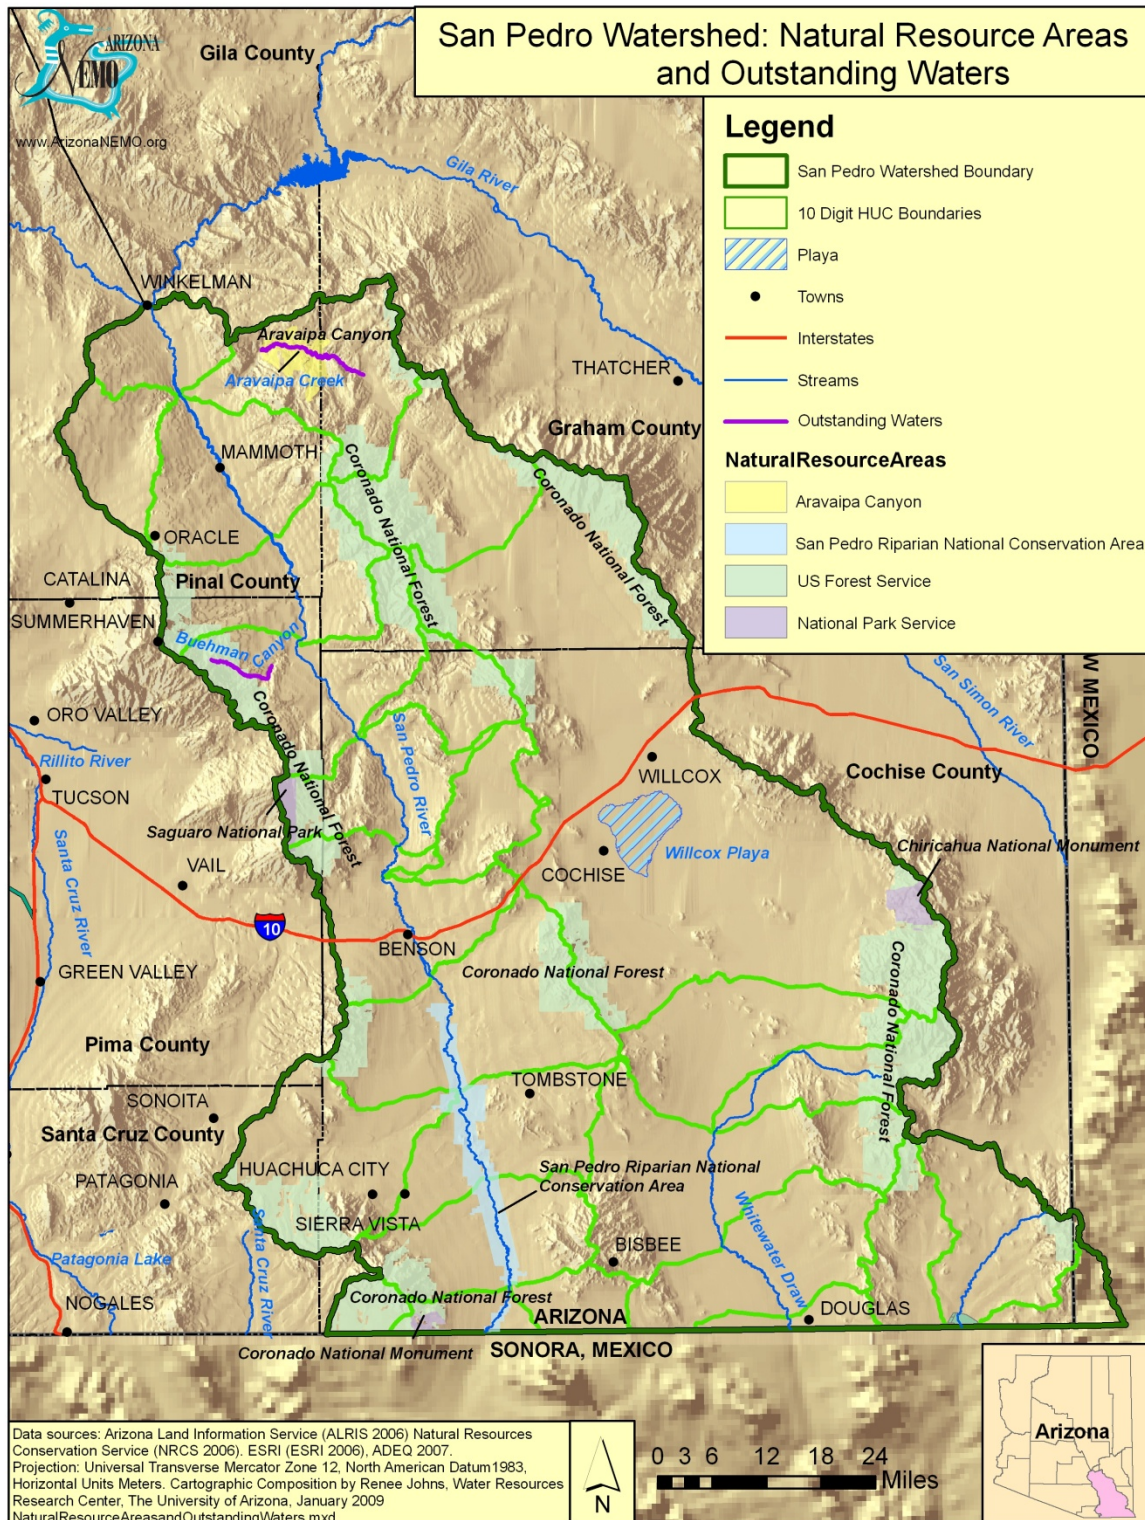 San Pedro Watershed: Natural Resource Areas
and Outstanding Waters
ARIZONA
NEMO
www.ArizonaNEMO.org
Legend
San Pedro Watershed Boundary
10 Digit HUC Boundaries
Playa
Towns
Interstates
Streams
Outstanding Waters
NaturalResourceAreas
Aravaipa Canyon
San Pedro Riparian National Conservation Area
US Forest Service
National Park Service
Gila County
Gila River
WINKELMAN
Aravaipa Canyon
Aravaipa Creek
THATCHER
Graham County
MAMMOTH
Coronado National Forest
Coronado National Forest
ORACLE
CATALINA
Pinal County
SUMMERHAVEN
Buehman Canyon
San Simon River
W MEXICO
Coronado National Forest
ORO VALLEY
San Pedro River
Rillito River
TUCSON
WILLCOX
Cochise County
Saguaro National Park
Santa Cruz River
VAIL
COCHISE
Willcox Playa
Chiricahua National Monument
10
BENSON
GREEN VALLEY
Coronado National Forest
Coronado National Forest
Pima County
TOMBSTONE
SONOITA
Santa Cruz County
HUACHUCA CITY
San Pedro Riparian National
Conservation Area
PATAGONIA
SIERRA VISTA
Santa Cruz River
Whitewater Draw
BISBEE
Patagonia Lake
Coronado National Forest
NOGALES
ARIZONA
DOUGLAS
Coronado National Monument
SONORA, MEXICO
Data sources: Arizona Land Information Service (ALRIS 2006) Natural Resources
Conservation Service (NRCS 2006). ESRI (ESRI 2006), ADEQ 2007.
Projection: Universal Transverse Mercator Zone 12, North American Datum1983,
Horizontal Units Meters. Cartographic Composition by Renee Johns, Water Resources
Research Center, The University of Arizona, January 2009
NaturalResourceAreasandOutstandingWaters.mxd
N
0 3 6 12 18 24
Miles
Arizona